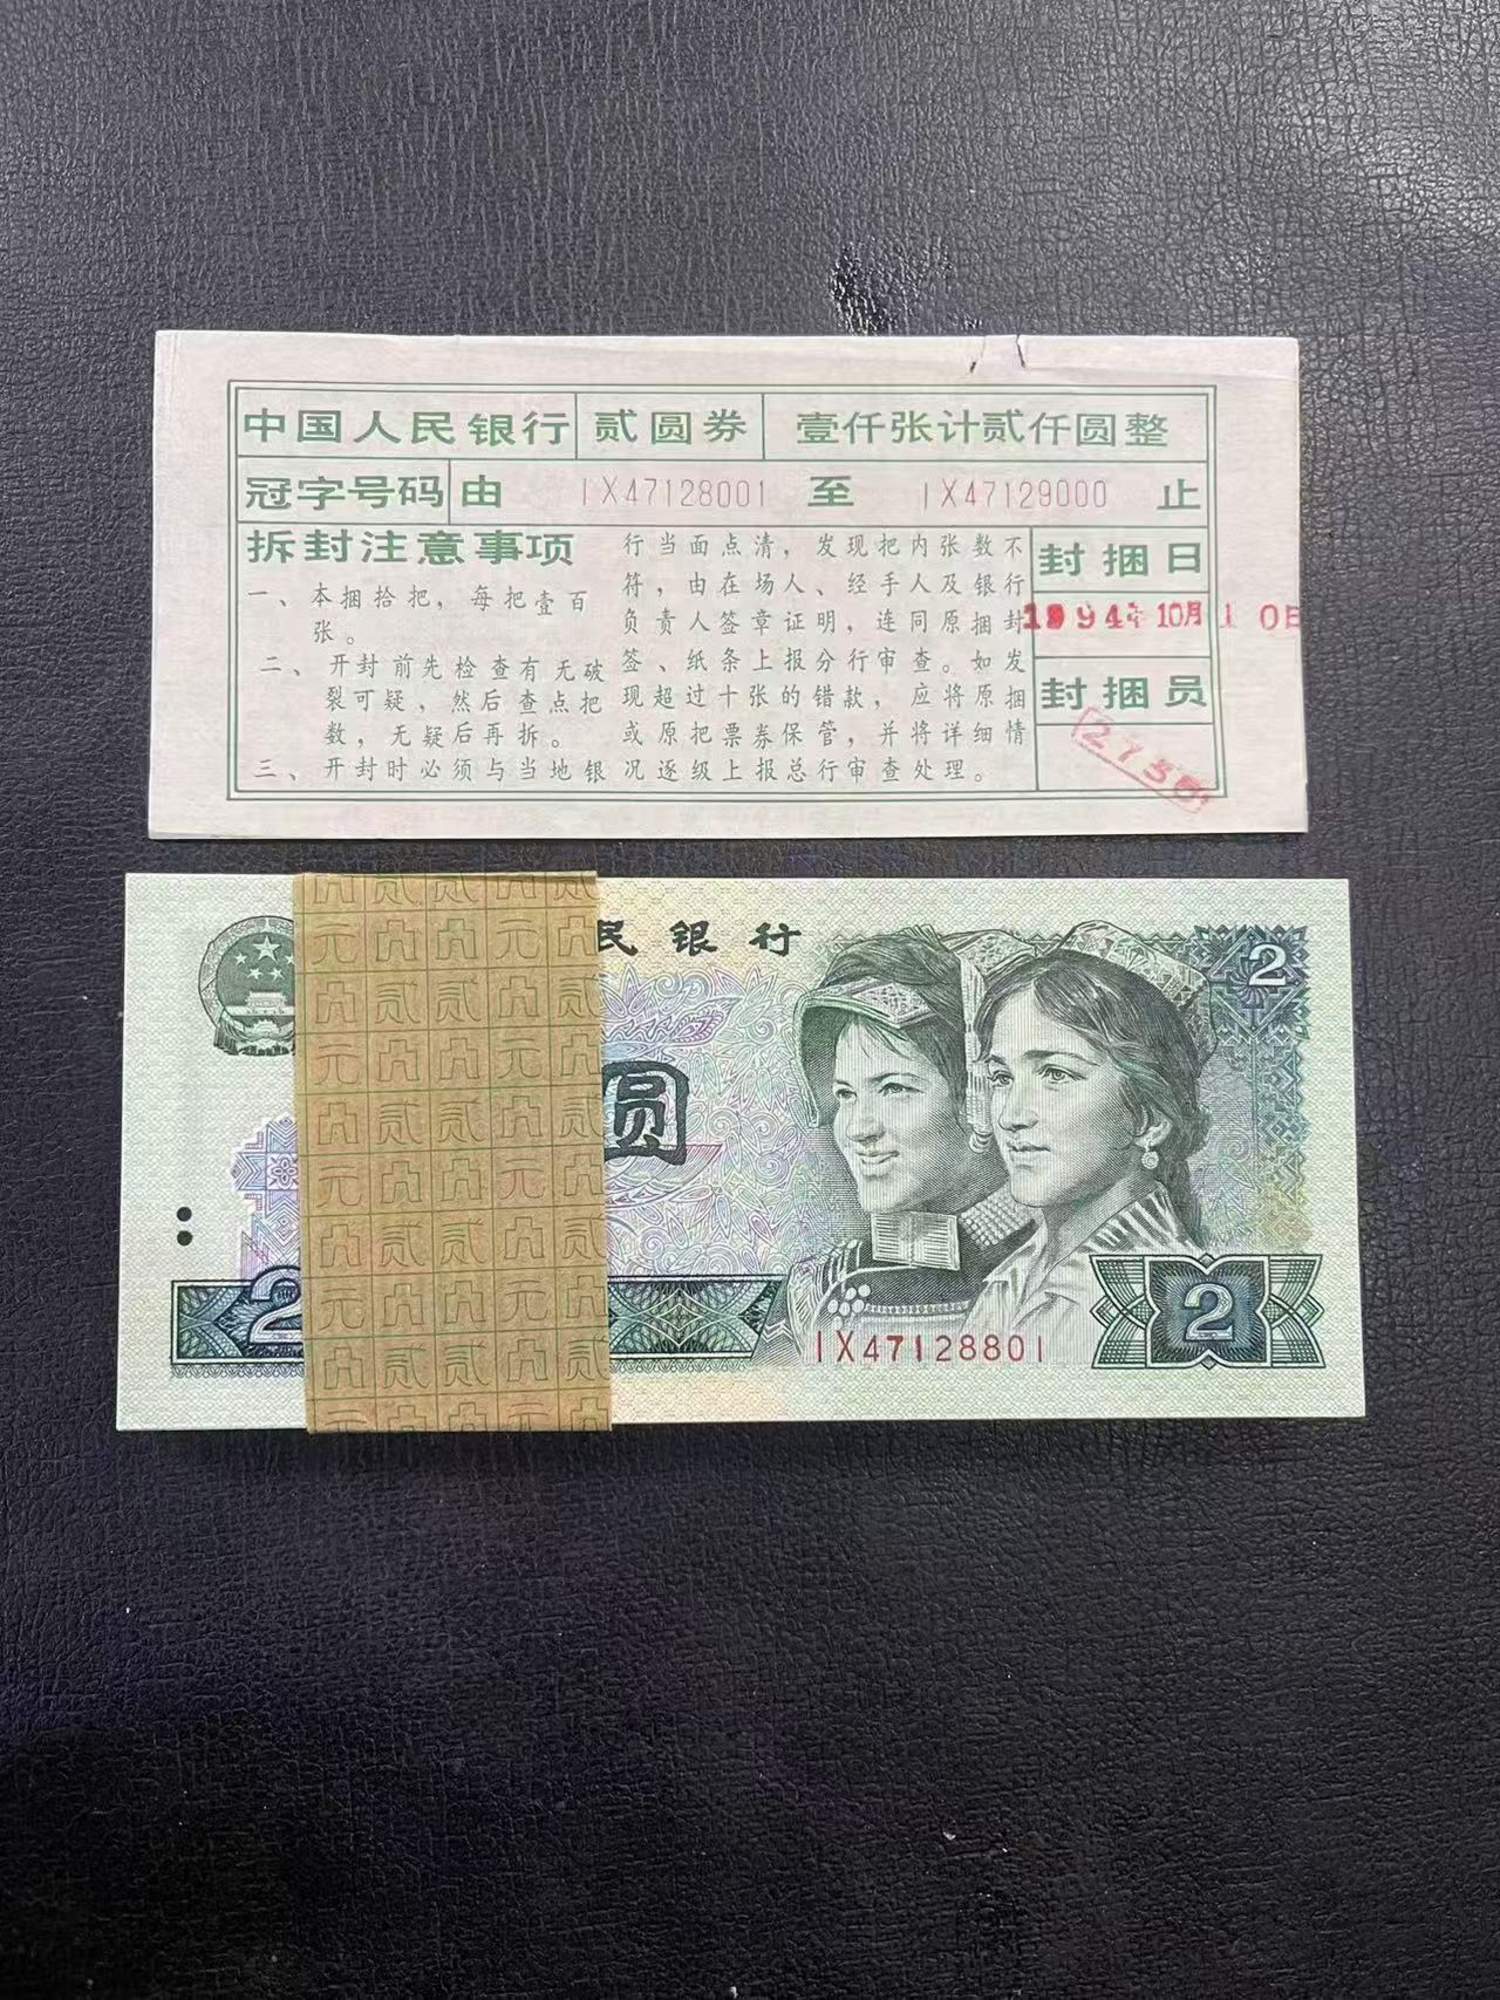 中国人民银行 贰圆券 壹仟张计贰仟圆整
冠字号码 由 IX47128001 至 IX47129000 止
拆封注意事项
一、本捆拾把，每把壹百
张。
二、开封前先检查有无破
裂可疑，然后查点把
数，无疑后再拆。
三、开封时必须与当地银
行当面点清，发现把内张数不
符，由在场人、经手人及银行
负责人签章证明，连同原捆封
签、纸条上报分行审查。如发
现超过十张的错款，应将原捆
或原把票券保管，并将详细情
况逐级上报总行审查处理。
封捆日
1994年10月10日
封捆员
2750
民银行
2
圆
2
IX47128801
2